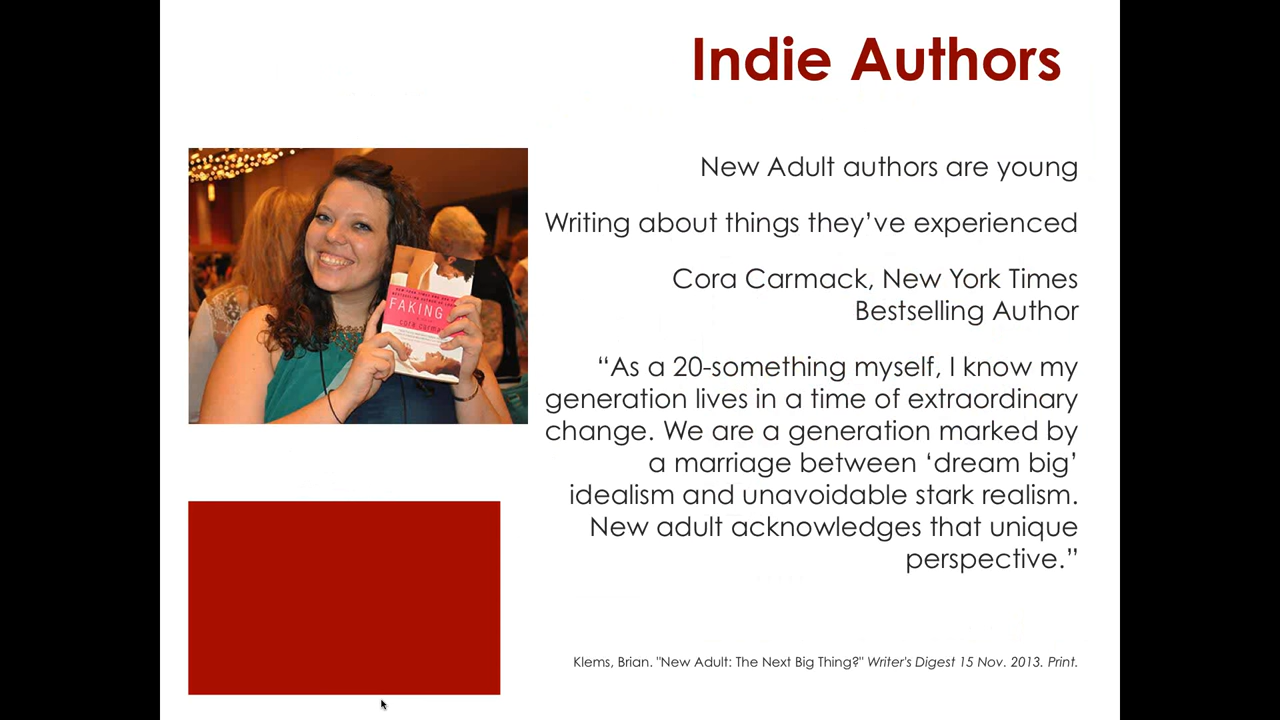 Indie Authors
New Adult authors are young
Writing about things they’ve experienced
Cora Carmack, New York Times
Bestselling Author
“As a 20-something myself, I know my
generation lives in a time of extraordinary
change. We are a generation marked by
a marriage between ‘dream big’
idealism and unavoidable stark realism.
New adult acknowledges that unique
perspective.”
FAKING
cora
Klems, Brian. "New Adult: The Next Big Thing?" Writer's Digest 15 Nov. 2013. Print.